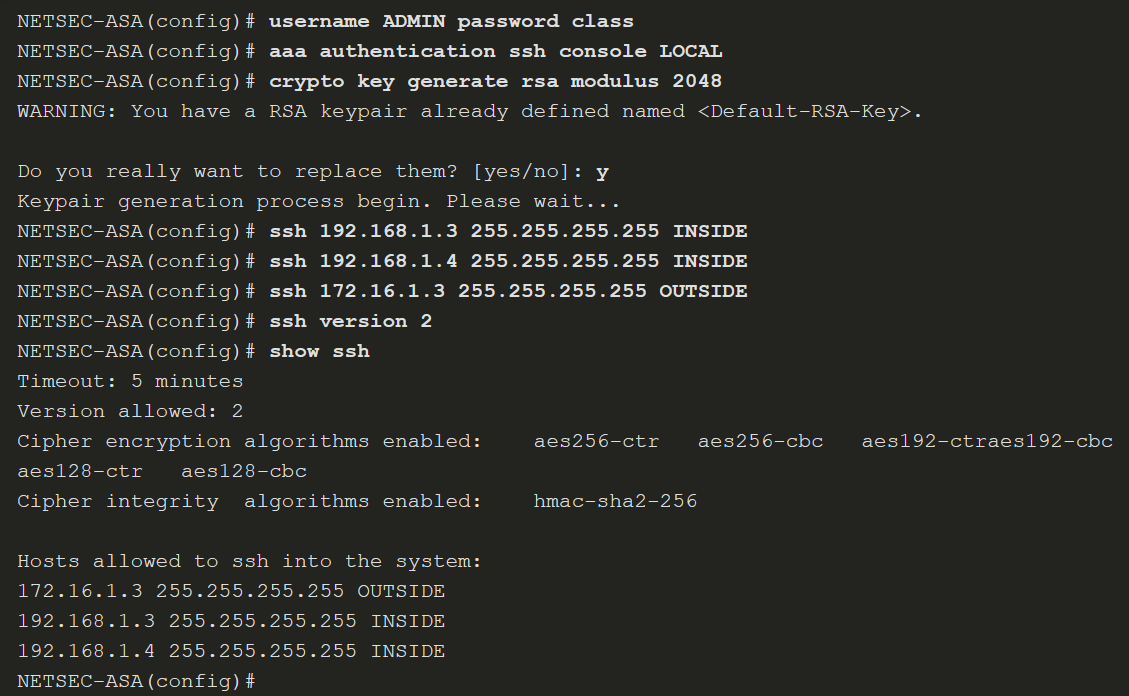 NETSEC-ASA(config)# username ADMIN password class
NETSEC-ASA(config)# aaa authentication ssh console LOCAL
NETSEC-ASA(config)# crypto key generate rsa modulus 2048
WARNING: You have a RSA keypair already defined named <Default-RSA-Key>.

Do you really want to replace them? [yes/no]: y
Keypair generation process begin. Please wait...
NETSEC-ASA(config)# ssh 192.168.1.3 255.255.255.255 INSIDE
NETSEC-ASA(config)# ssh 192.168.1.4 255.255.255.255 INSIDE
NETSEC-ASA(config)# ssh 172.16.1.3 255.255.255.255 OUTSIDE
NETSEC-ASA(config)# ssh version 2
NETSEC-ASA(config)# show ssh
Timeout: 5 minutes
Version allowed: 2
Cipher encryption algorithms enabled:    aes256-ctr   aes256-cbc   aes192-ctraes192-cbc
aes128-ctr   aes128-cbc
Cipher integrity  algorithms enabled:    hmac-sha2-256

Hosts allowed to ssh into the system:
172.16.1.3 255.255.255.255 OUTSIDE
192.168.1.3 255.255.255.255 INSIDE
192.168.1.4 255.255.255.255 INSIDE
NETSEC-ASA(config)#